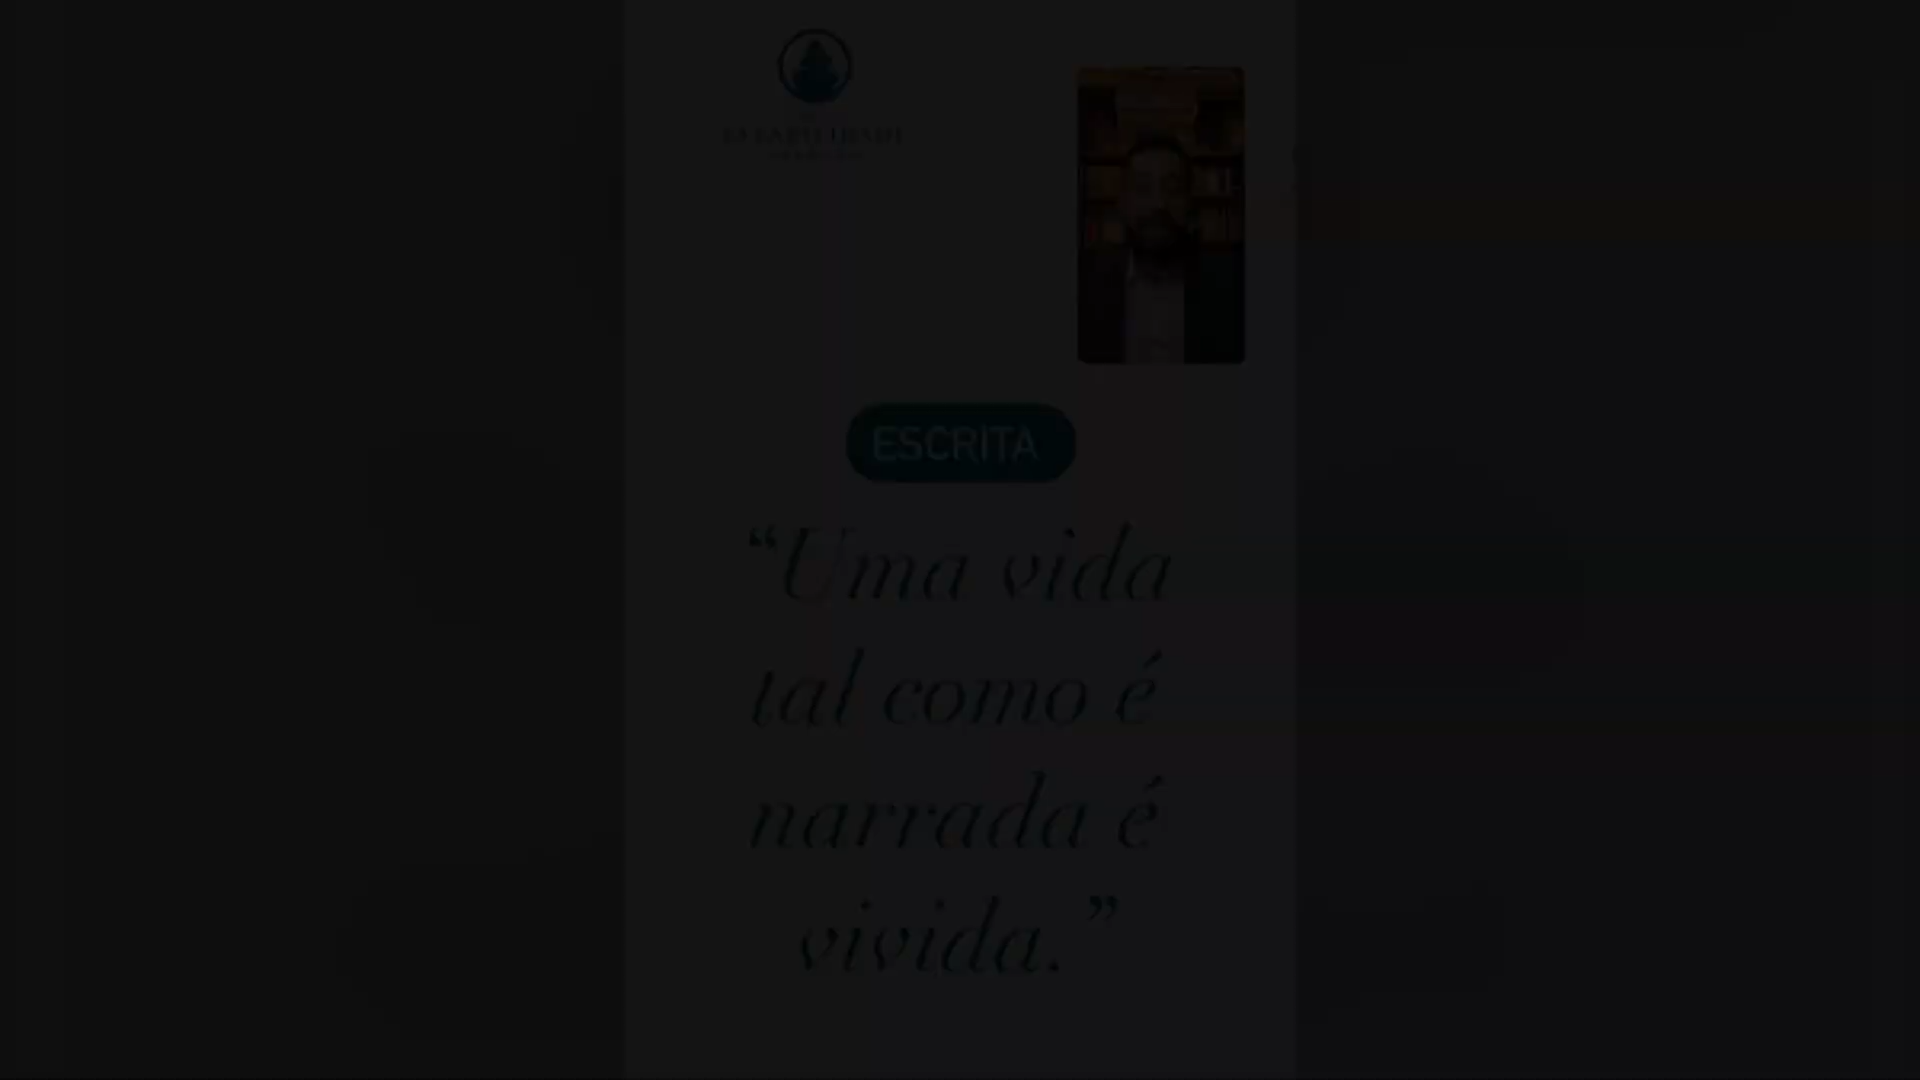 ESCRITA
“Uma vida
tal como é
narrada é
vivida.”